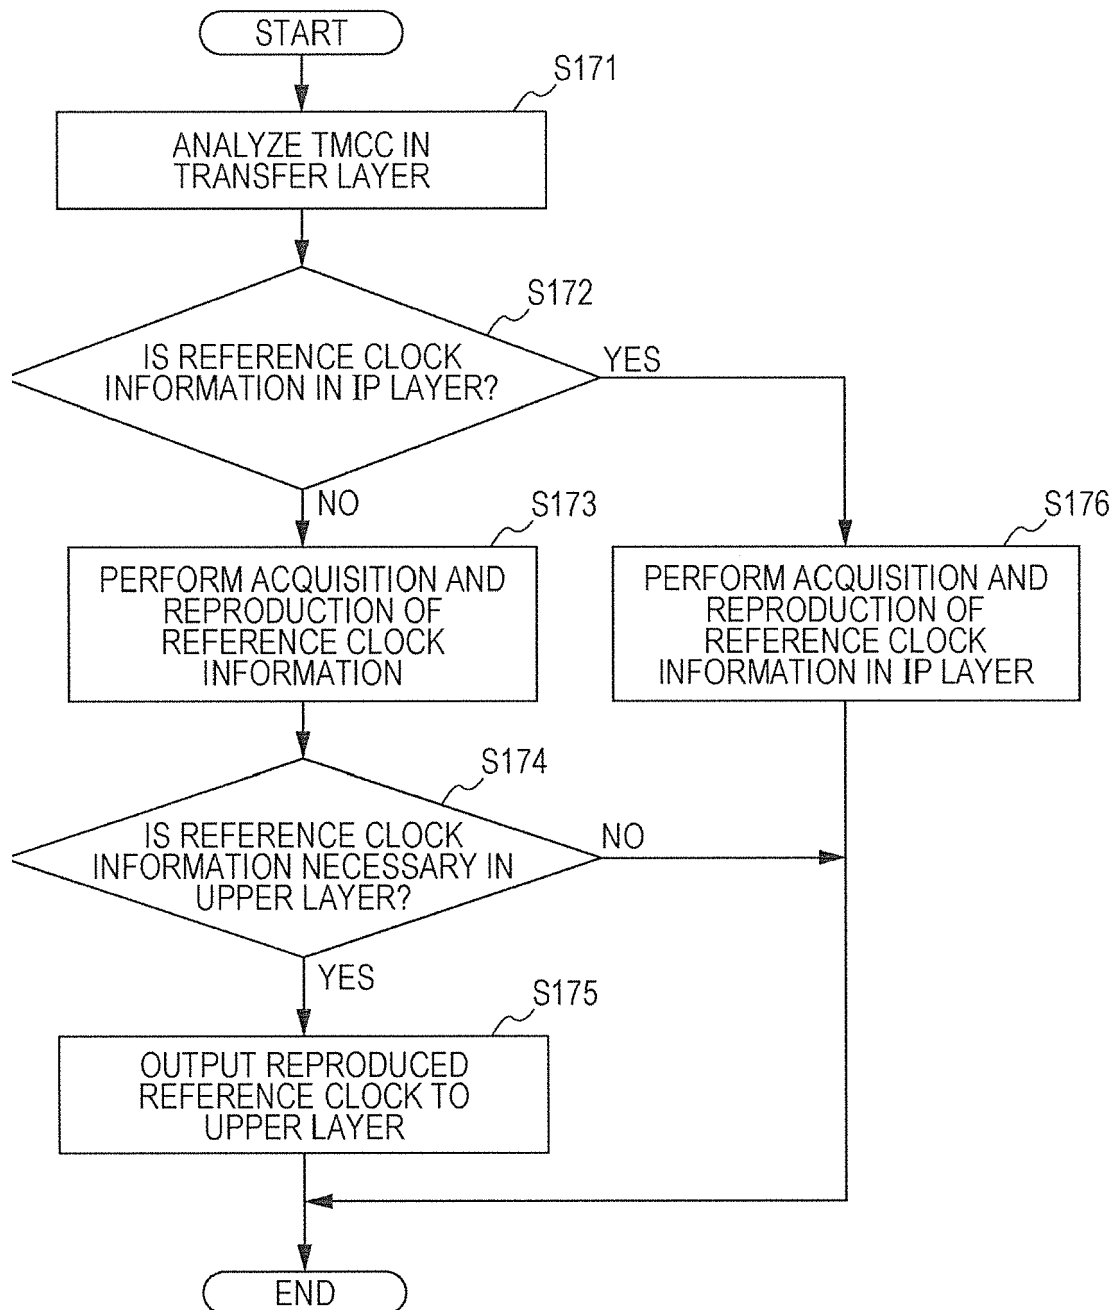 START
S171
ANALYZE TMCC IN
TRANSFER LAYER
S172
IS REFERENCE CLOCK
INFORMATION IN IP LAYER?
YES
NO
S173
PERFORM ACQUISITION AND
REPRODUCTION OF
REFERENCE CLOCK
INFORMATION
S176
PERFORM ACQUISITION AND
REPRODUCTION OF
REFERENCE CLOCK
INFORMATION IN IP LAYER
S174
IS REFERENCE CLOCK
INFORMATION NECESSARY IN
UPPER LAYER?
NO
YES
S175
OUTPUT REPRODUCED
REFERENCE CLOCK TO
UPPER LAYER
END